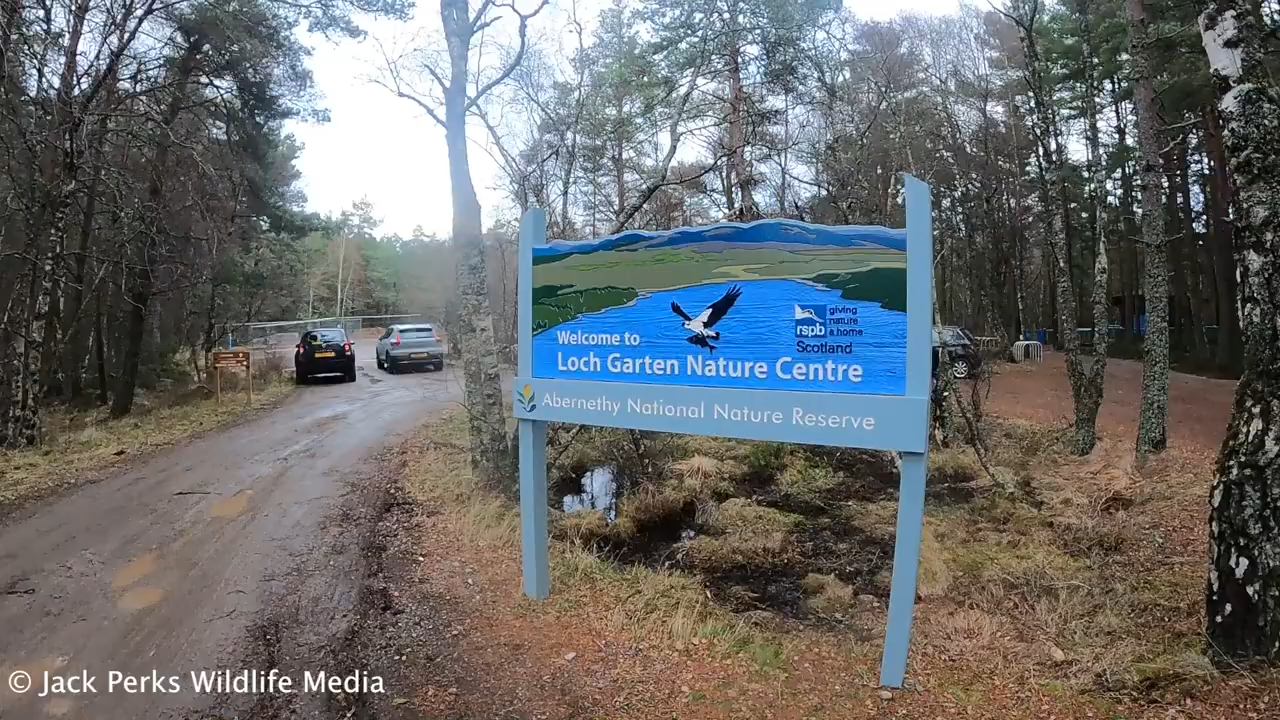 Welcome to
Loch Garten Nature Centre
rspb
giving
nature
a home
Scotland
Abernethy National Nature Reserve
© Jack Perks Wildlife Media